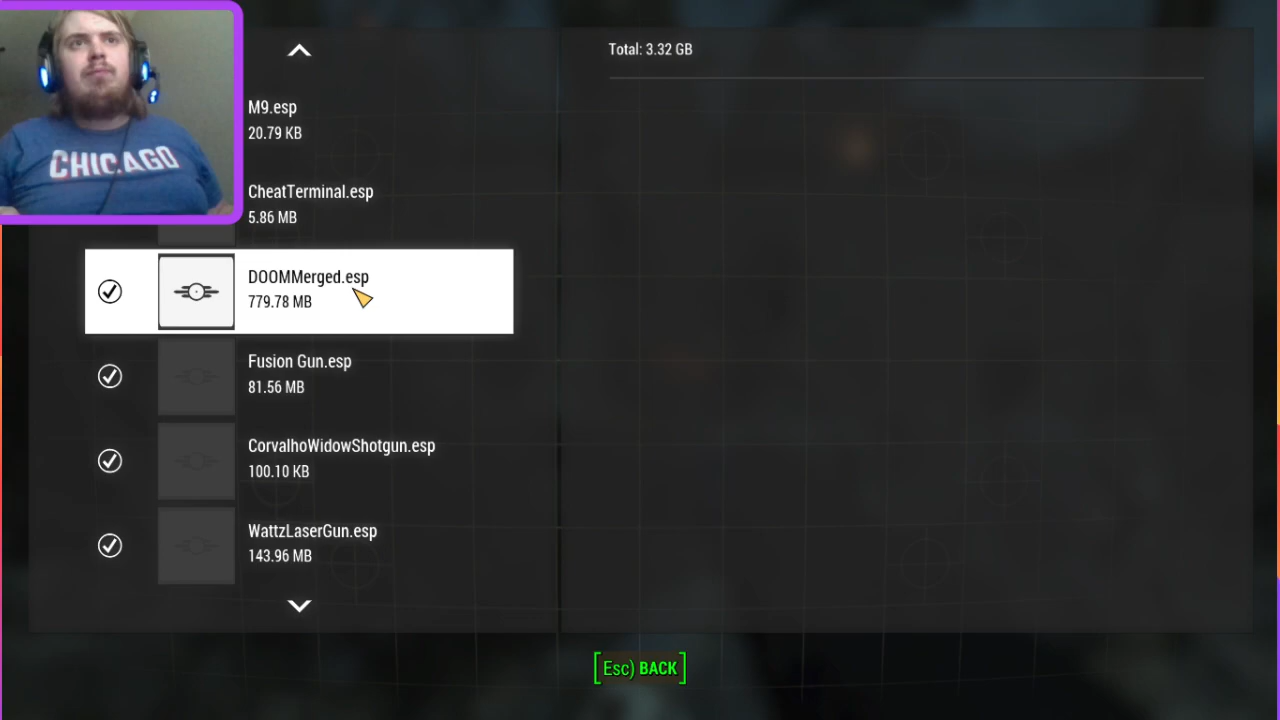 CHICAGO
Total: 3.32 GB
M9.esp
20.79 KB
CheatTerminal.esp
5.86 MB
DOOMMerged.esp
779.78 MB
Fusion Gun.esp
81.56 MB
CorvalhoWidowShotgun.esp
100.10 KB
WattzLaserGun.esp
143.96 MB
[Esc) BACK]